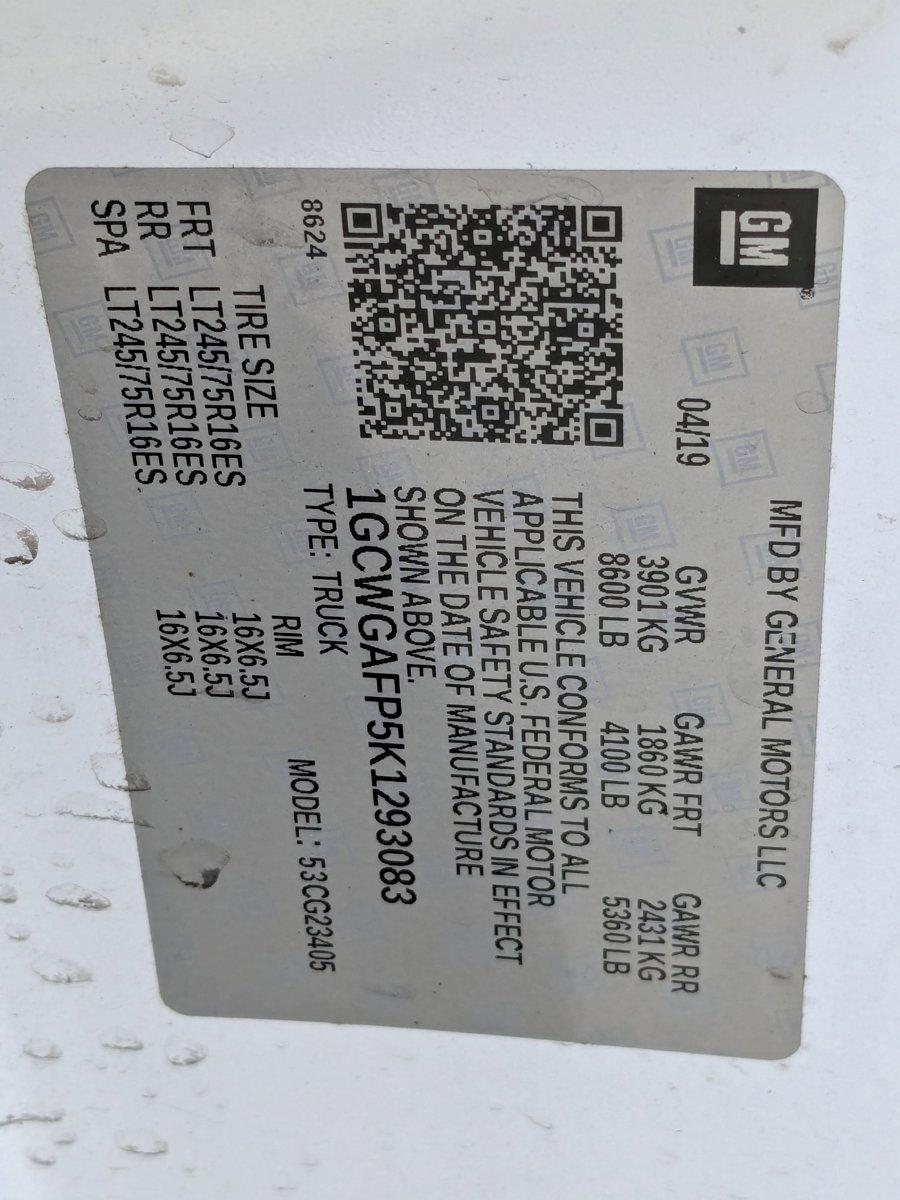 GM
MFD BY GENERAL MOTORS LLC
04/19
GVWR GAWR FRT GAWR RR
3901 KG 1860 KG 2431 KG
8600 LB 4100 LB 5360 LB
THIS VEHICLE CONFORMS TO ALL
APPLICABLE U.S. FEDERAL MOTOR
VEHICLE SAFETY STANDARDS IN EFFECT
ON THE DATE OF MANUFACTURE
SHOWN ABOVE.
1GCWGAFP5K1293083
8624 TYPE: TRUCK MODEL: 53CG23405
TIRE SIZE RIM
FRT LT245/75R16ES 16X6.5J
RR LT245/75R16ES 16X6.5J
SPA LT245/75R16ES 16X6.5J